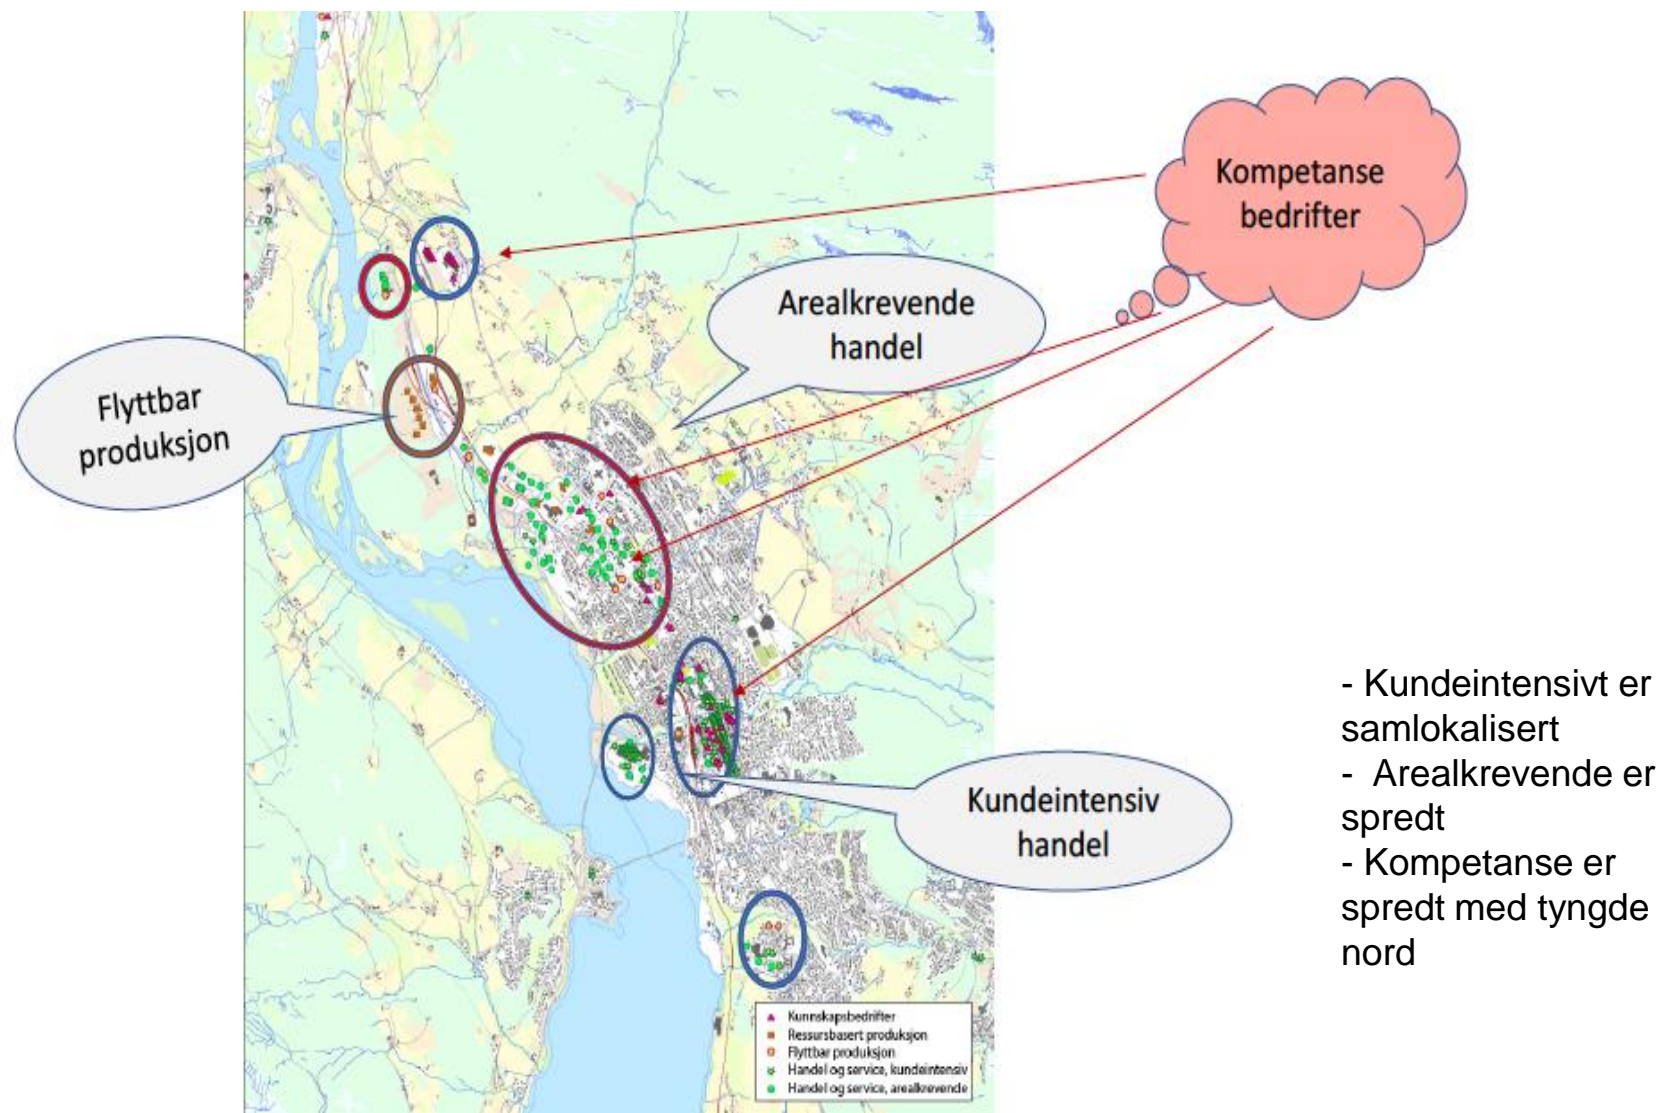 Kompetanse
bedrifter
Arealkrevende
handel
Flyttbar
produksjon
Kundeintensiv
handel
- Kundeintensivt er
samlokalisert
- Arealkrevende er
spredt
- Kompetanse er
spredt med tyngde
nord
Kunnskapsbedrifter
Ressursbasert produksjon
Flyttbar produksjon
Handel og service, kundeintensiv
Handel og service, arealkrevende